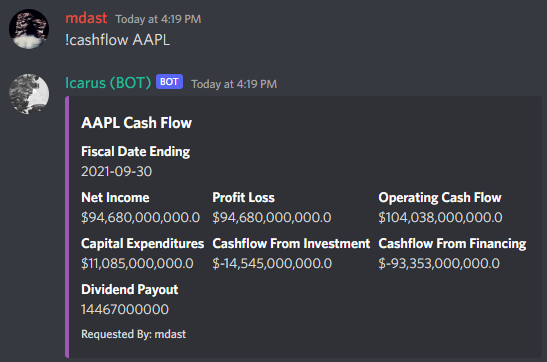 mdast Today at 4:19 PM
!cashflow AAPL
Icarus (BOT) BOT Today at 4:19 PM
AAPL Cash Flow
Fiscal Date Ending
2021-09-30
Net Income Profit Loss Operating Cash Flow
$94,680,000,000.0 $94,680,000,000.0 $104,038,000,000.0
Capital Expenditures Cashflow From Investment Cashflow From Financing
$11,085,000,000.0 $-14,545,000,000.0 $-93,353,000,000.0
Dividend Payout
14467000000
Requested By: mdast